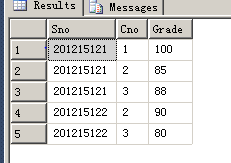 Results Messages
Sno Cno Grade
1 201215121 1 100
2 201215121 2 85
3 201215121 3 88
4 201215122 2 90
5 201215122 3 80